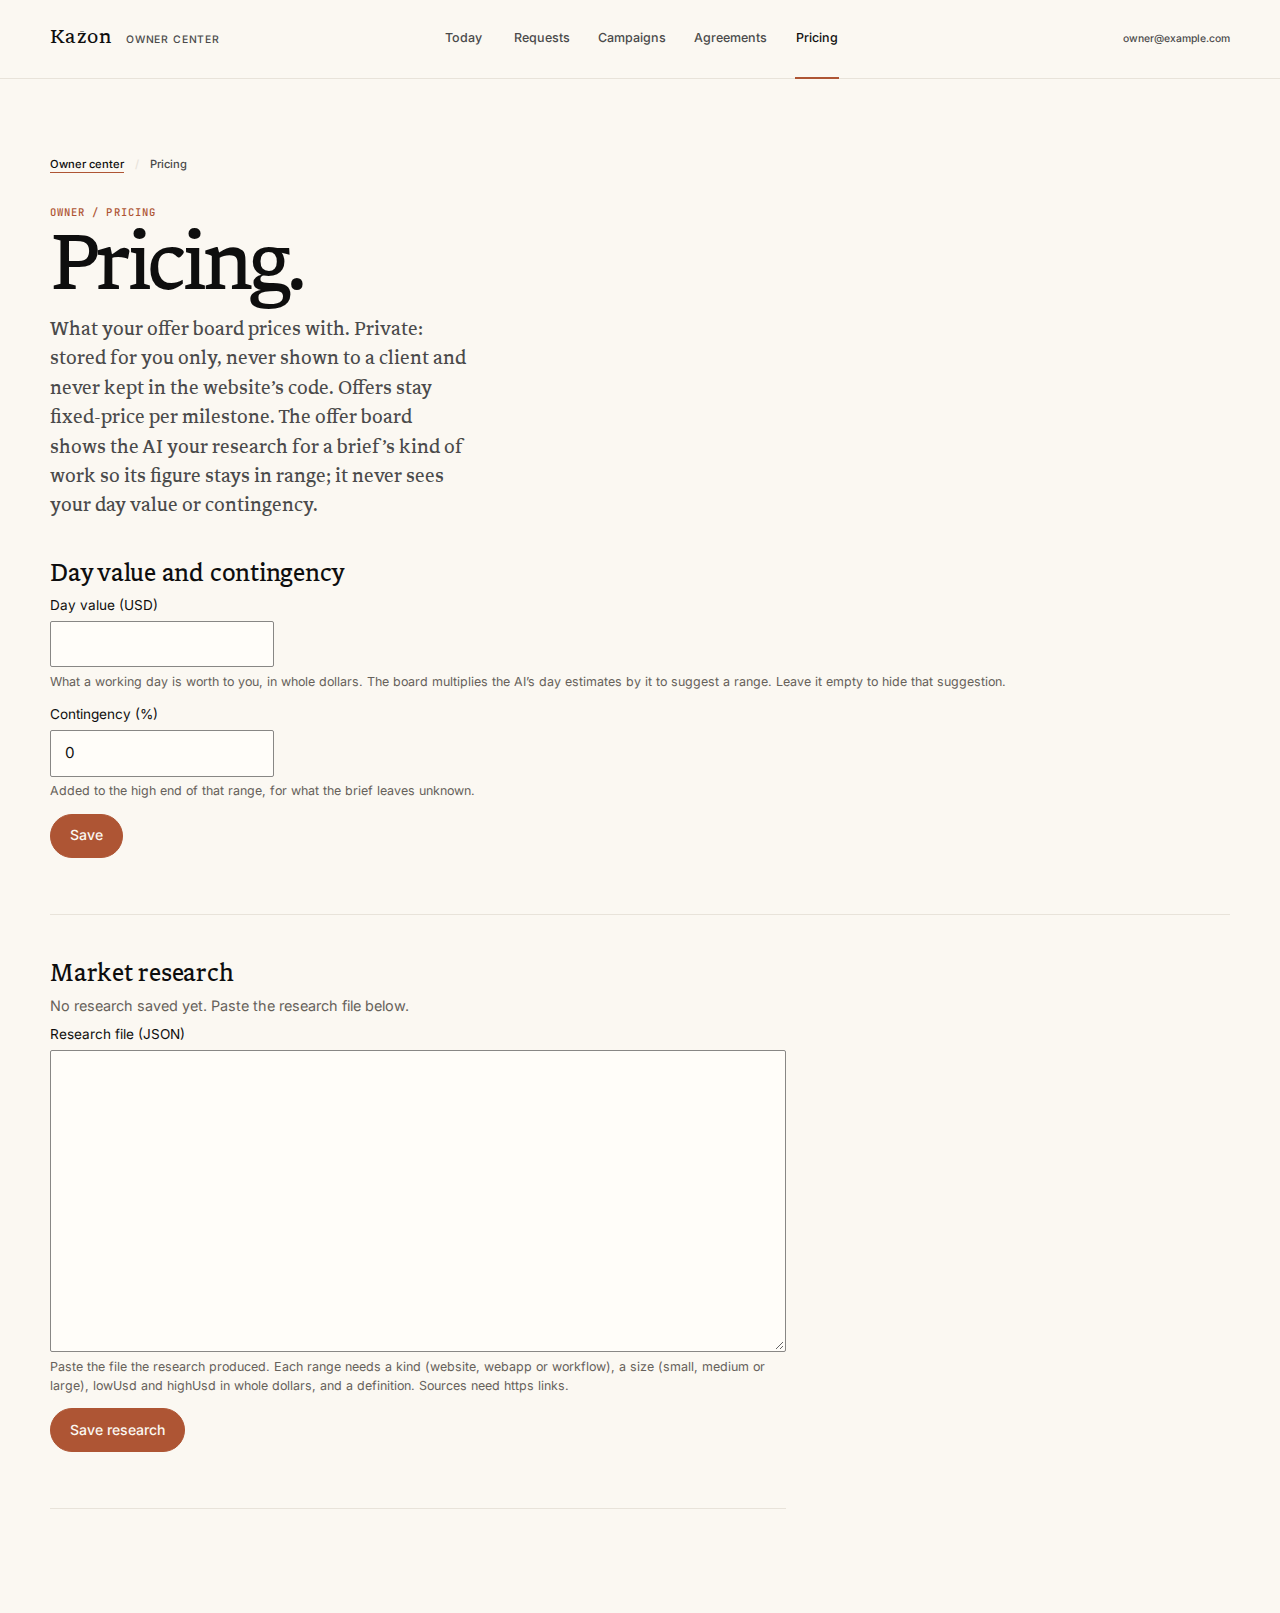 Kažon OWNER CENTER
Today Requests Campaigns Agreements Pricing
owner@example.com
Owner center / Pricing
OWNER / PRICING
Pricing.
What your offer board prices with. Private:
stored for you only, never shown to a client and
never kept in the website’s code. Offers stay
fixed-price per milestone. The offer board
shows the AI your research for a brief’s kind of
work so its figure stays in range; it never sees
your day value or contingency.
Day value and contingency
Day value (USD)
What a working day is worth to you, in whole dollars. The board multiplies the AI’s day estimates by it to suggest a range. Leave it empty to hide that suggestion.
Contingency (%)
0
Added to the high end of that range, for what the brief leaves unknown.
Save
Market research
No research saved yet. Paste the research file below.
Research file (JSON)
Paste the file the research produced. Each range needs a kind (website, webapp or workflow), a size (small, medium or
large), lowUsd and highUsd in whole dollars, and a definition. Sources need https links.
Save research